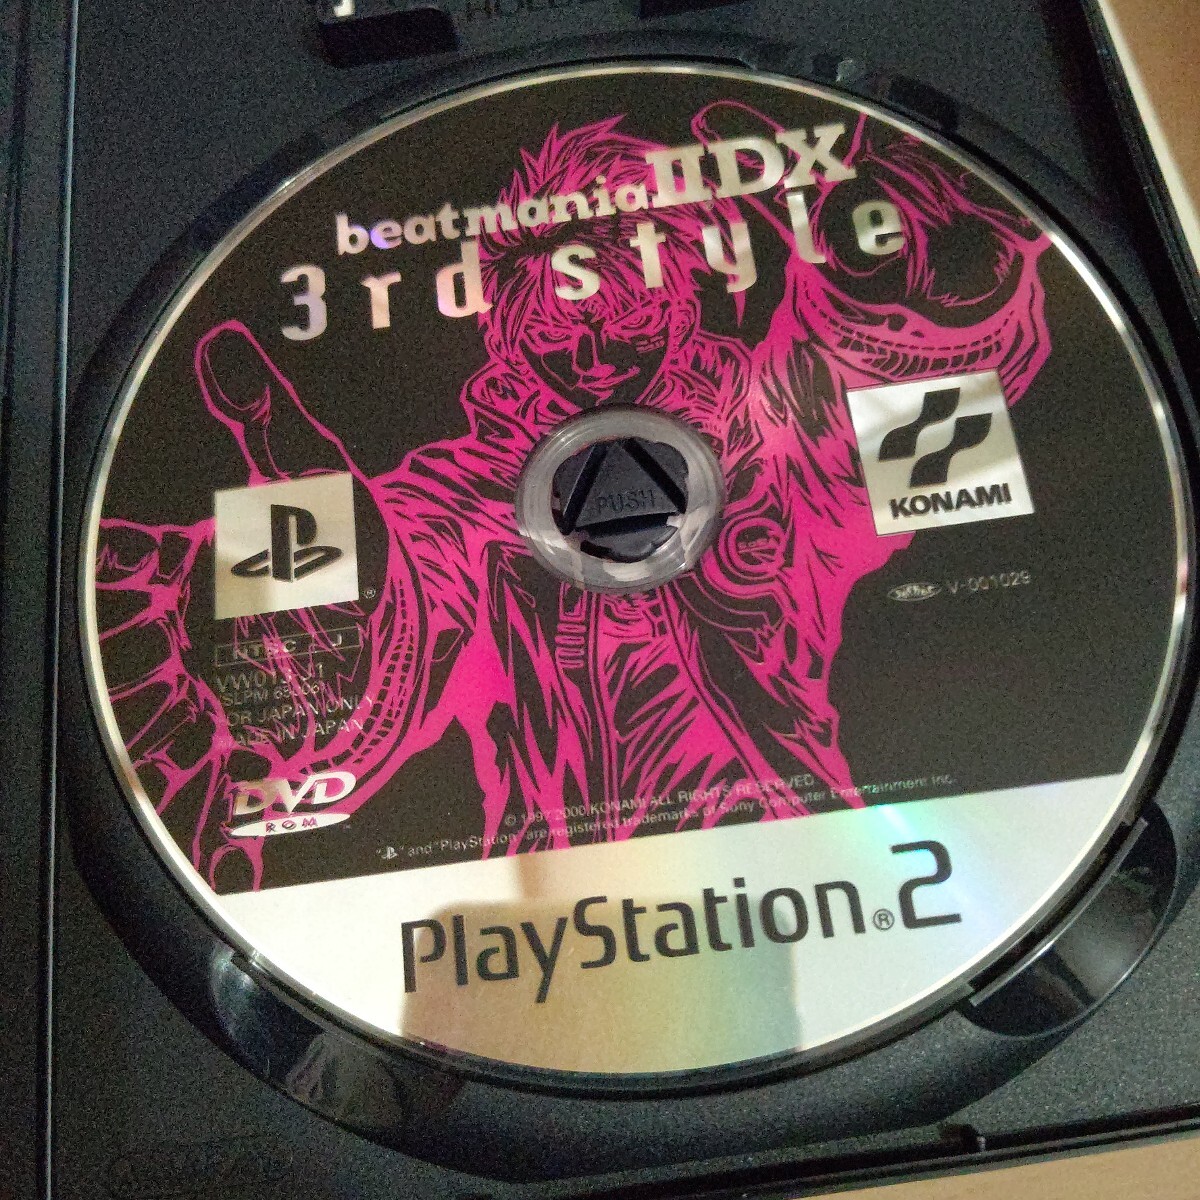 beatmania IIDX
3rd style
PUSH
KONAMI
®
V-001029
NTSC J
FOR JAPAN ONLY
MADE IN JAPAN
DVD
ROM
© 1997 2000 KONAMI ALL RIGHTS RESERVED.
" " and "PlayStation" are registered trademarks of Sony Computer Entertainment Inc.
PlayStation®2